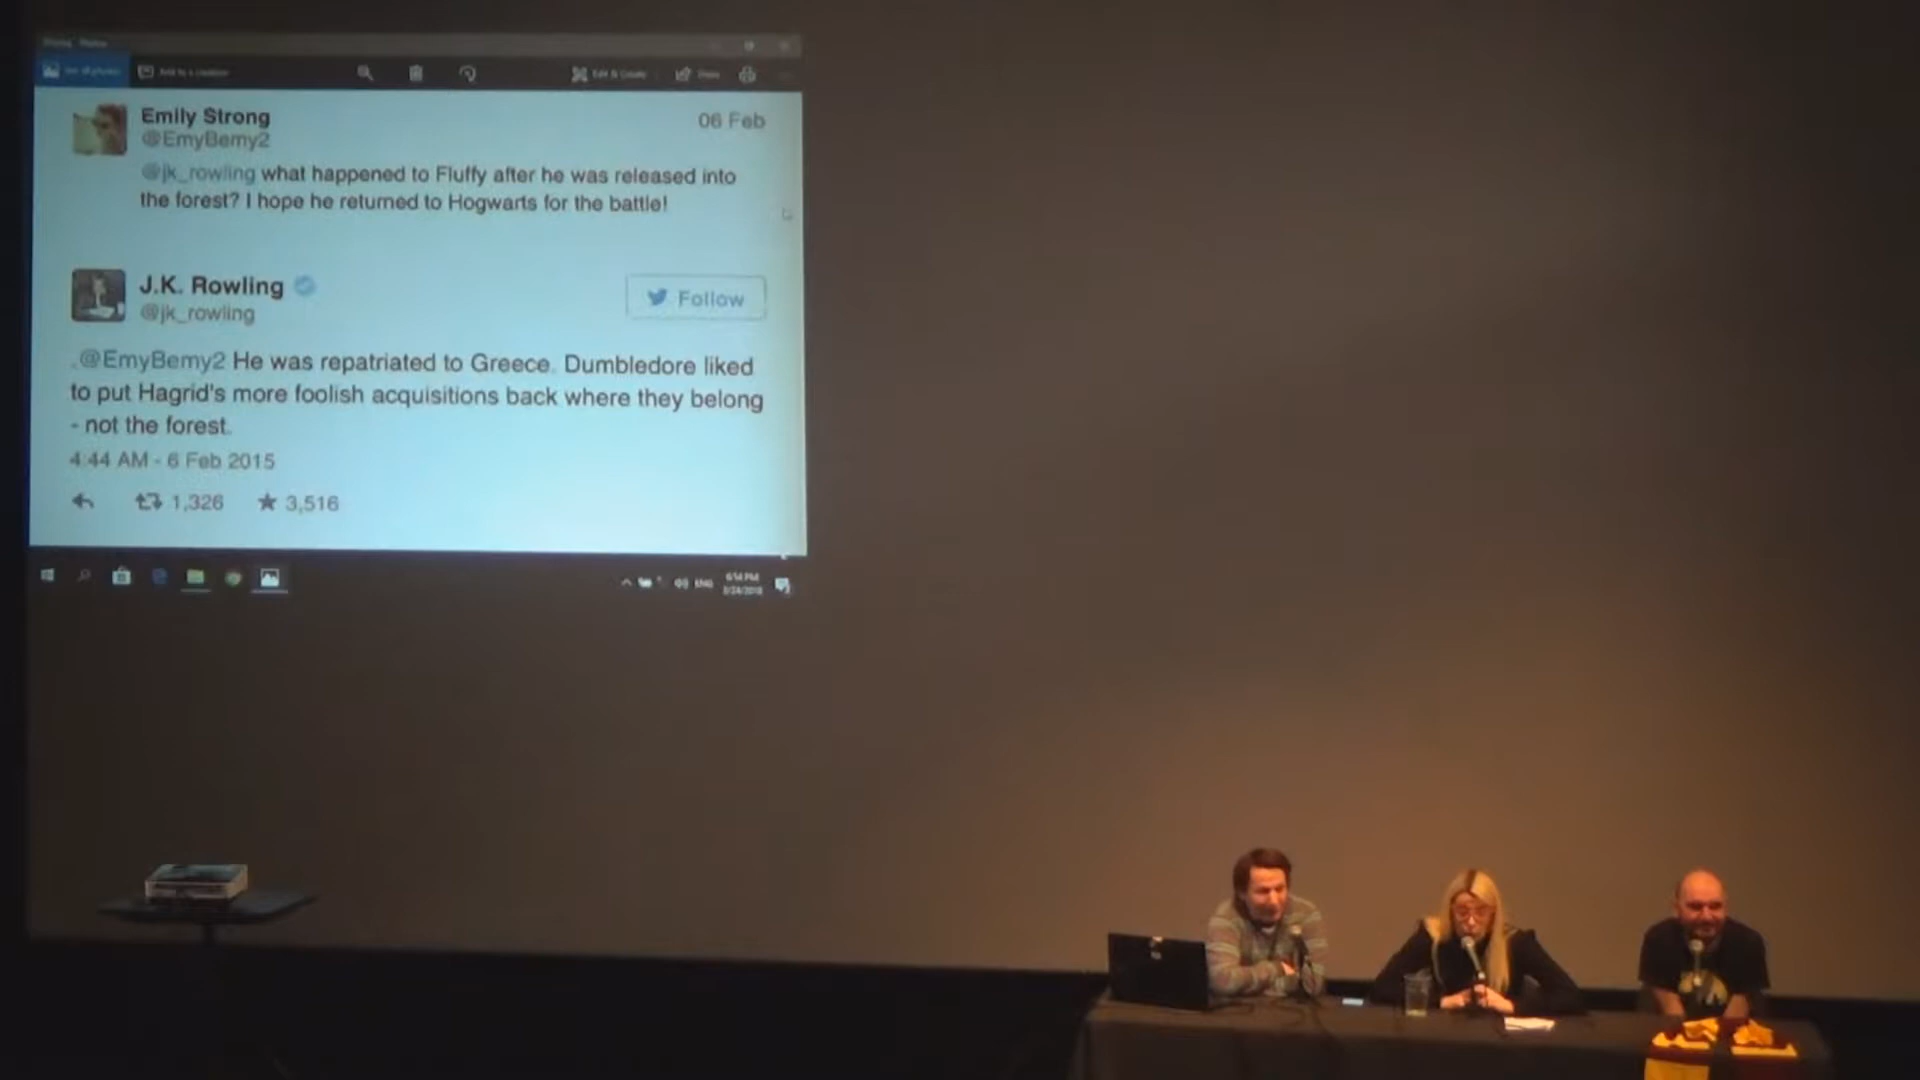 Emily Strong
06 Feb
@EmyBemy2
@jk_rowling what happened to Fluffy after he was released into
the forest? I hope he returned to Hogwarts for the battle!
J.K. Rowling
Follow
@jk_rowling
.@EmyBemy2 He was repatriated to Greece. Dumbledore liked
to put Hagrid's more foolish acquisitions back where they belong
- not the forest.
4:44 AM - 6 Feb 2015
1,326 3,516
ENG